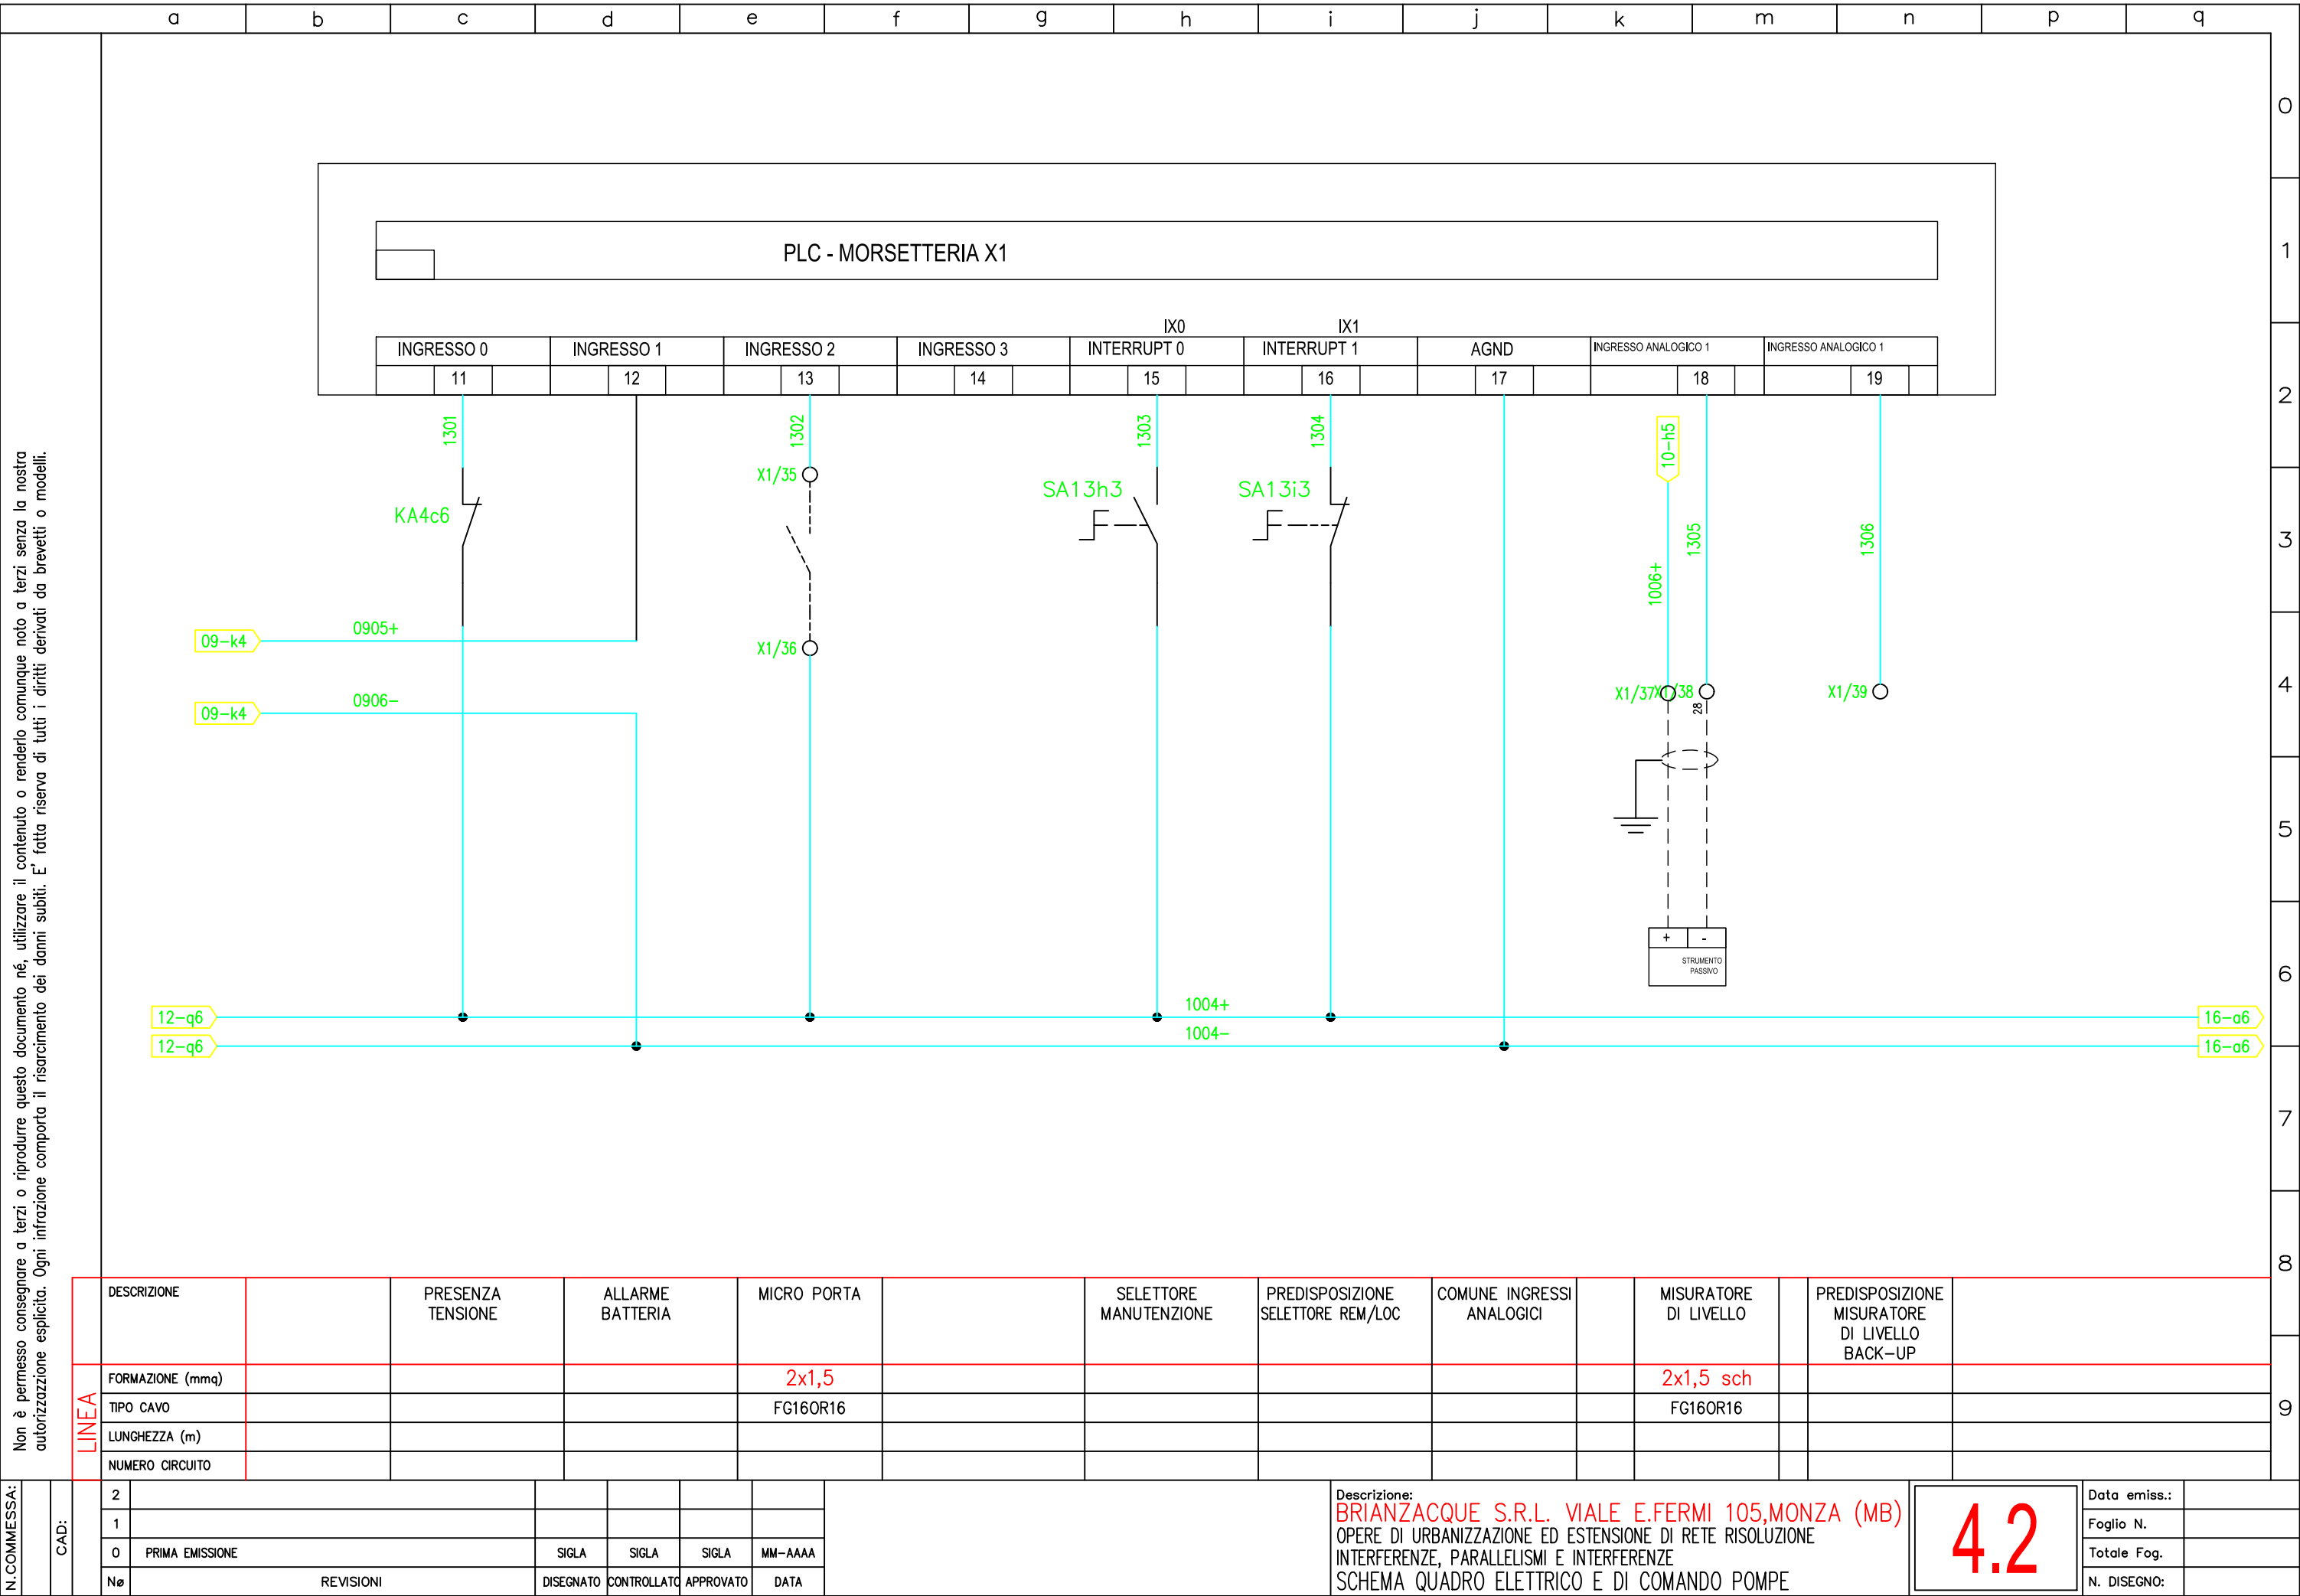 a b c d e f g h i j k m n p q
0
1
2
3
4
5
6
7
8
9
PLC - MORSETTERIA X1
IX0 IX1
INGRESSO 0 INGRESSO 1 INGRESSO 2 INGRESSO 3 INTERRUPT 0 INTERRUPT 1 AGND INGRESSO ANALOGICO 1 INGRESSO ANALOGICO 1
11 12 13 14 15 16 17 18 19
1301
1302
1303
1304
10-h5
1305
1306
1006+
KA4c6
X1/35
SA13h3
SA13i3
X1/36
09-k4 0905+
09-k4 0906-
X1/37 X1/38
X1/39
28
+ -
STRUMENTO
PASSIVO
12-q6 1004+ 16-a6
12-q6 1004- 16-a6
Non è permesso consegnare a terzi o riprodurre questo documento né, utilizzare il contenuto o renderlo comunque noto a terzi senza la nostra
autorizzazzione esplicita. Ogni infrazione comporta il risarcimento dei danni subiti. E' fatta riserva di tutti i diritti derivati da brevetti o modelli.
DESCRIZIONE
PRESENZA
TENSIONE
ALLARME
BATTERIA
MICRO PORTA
SELETTORE
MANUTENZIONE
PREDISPOSIZIONE
SELETTORE REM/LOC
COMUNE INGRESSI
ANALOGICI
MISURATORE
DI LIVELLO
PREDISPOSIZIONE
MISURATORE
DI LIVELLO
BACK-UP
LINEA
FORMAZIONE (mmq) 2x1,5 2x1,5 sch
TIPO CAVO FG16OR16 FG16OR16
LUNGHEZZA (m)
NUMERO CIRCUITO
N.COMMESSA:
CAD:
2
1
0 PRIMA EMISSIONE SIGLA SIGLA SIGLA MM-AAAA
Nø REVISIONI DISEGNATO CONTROLLATO APPROVATO DATA
Descrizione:
BRIANZACQUE S.R.L. VIALE E.FERMI 105,MONZA (MB)
OPERE DI URBANIZZAZIONE ED ESTENSIONE DI RETE RISOLUZIONE
INTERFERENZE, PARALLELISMI E INTERFERENZE
SCHEMA QUADRO ELETTRICO E DI COMANDO POMPE
4.2
Data emiss.:
Foglio N.
Totale Fog.
N. DISEGNO: